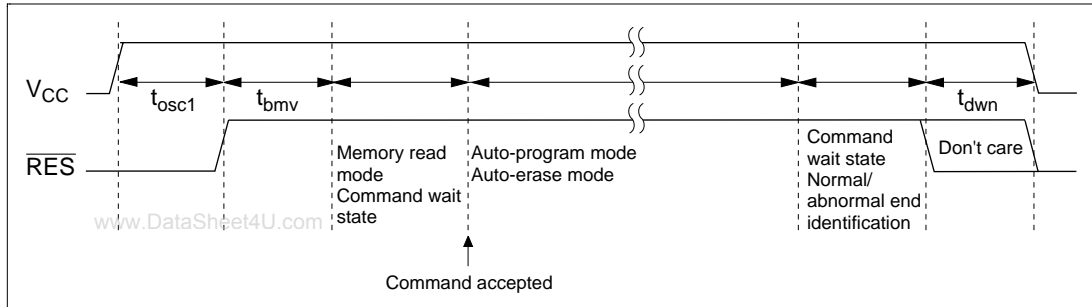 VCC
tosc1
tbmv
tdwn
RES
Memory read
mode
Command wait
state
Auto-program mode
Auto-erase mode
Command
wait state
Normal/
abnormal end
identification
Don't care
www.DataSheet4U.com
Command accepted